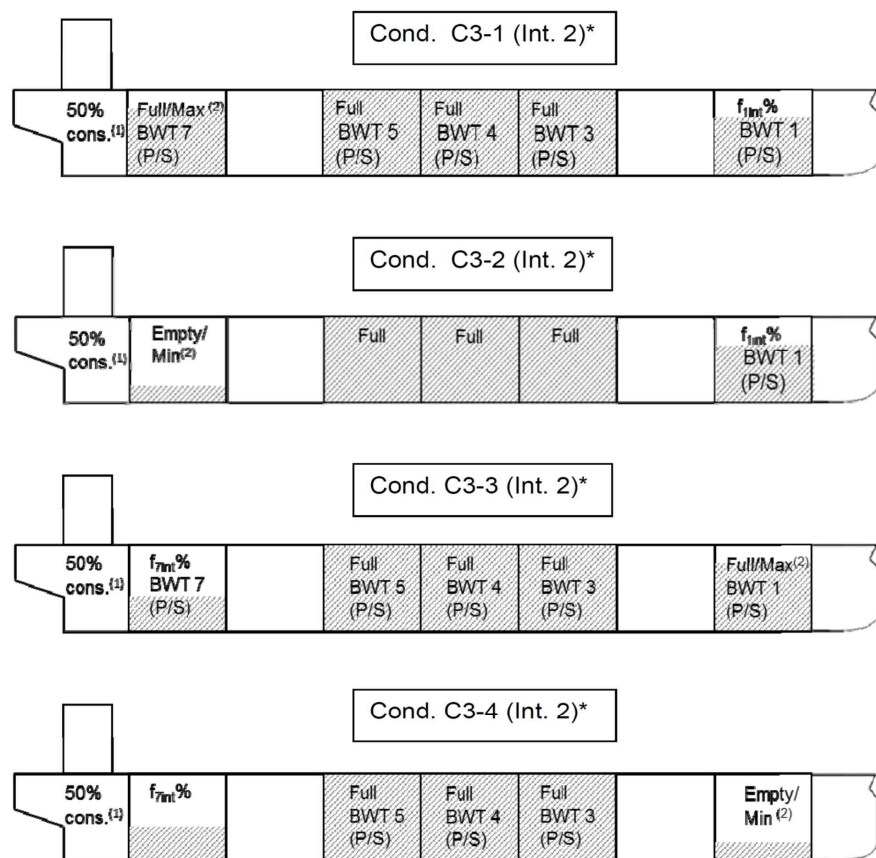 Cond. C3-1 (Int. 2)*
50% cons.(1)
Full/Max(2) BWT 7 (P/S)
Full BWT 5 (P/S)
Full BWT 4 (P/S)
Full BWT 3 (P/S)
f1int% BWT 1 (P/S)
Cond. C3-2 (Int. 2)*
50% cons.(1)
Empty/ Min(2)
Full
Full
Full
f1int% BWT 1 (P/S)
Cond. C3-3 (Int. 2)*
50% cons.(1)
f7int% BWT 7 (P/S)
Full BWT 5 (P/S)
Full BWT 4 (P/S)
Full BWT 3 (P/S)
Full/Max(2) BWT 1 (P/S)
Cond. C3-4 (Int. 2)*
50% cons.(1)
f7int%
Full BWT 5 (P/S)
Full BWT 4 (P/S)
Full BWT 3 (P/S)
Empty/ Min (2)